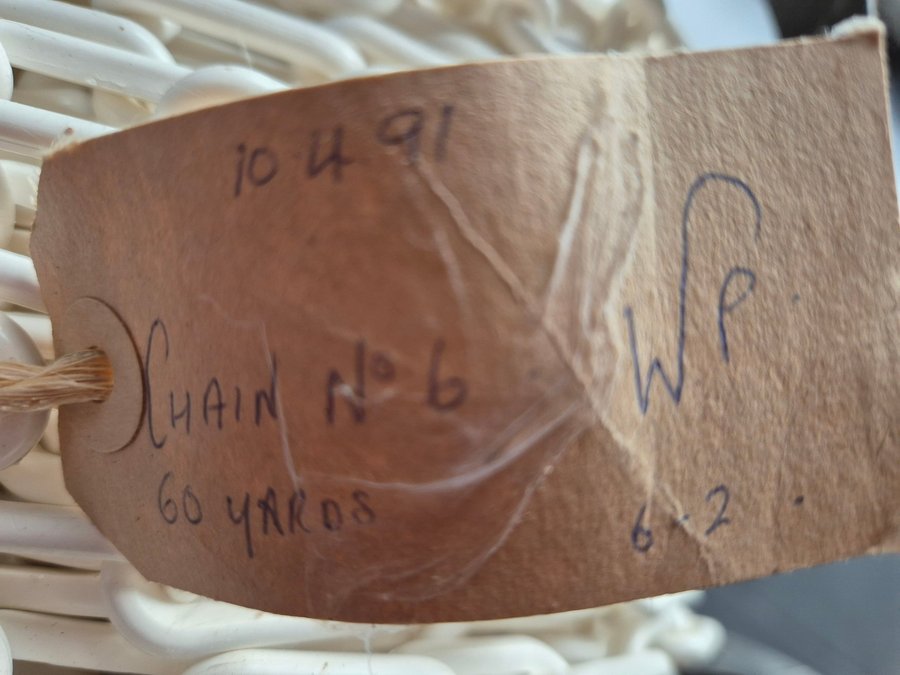 10 4 91
CHAIN Nº 6
60 YARDS
WP.
6.2.